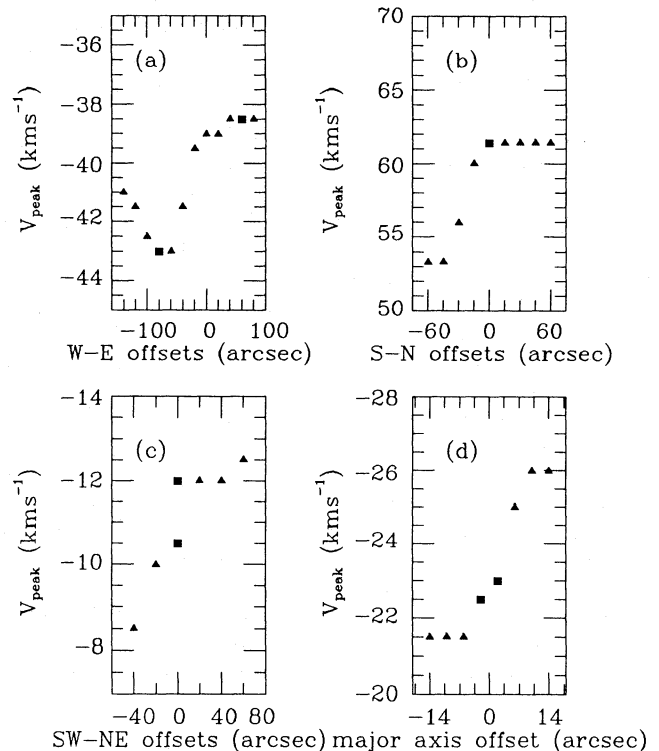 (a)
-36
-38
-40
-42
-44
V_peak (kms⁻¹)
-100 0 100
W-E offsets (arcsec)
(b)
70
65
60
55
50
V_peak (kms⁻¹)
-60 0 60
S-N offsets (arcsec)
(c)
-14
-12
-10
-8
V_peak (kms⁻¹)
-40 0 40 80
SW-NE offsets (arcsec)
(d)
-28
-26
-24
-22
-20
V_peak (kms⁻¹)
-14 0 14
major axis offset (arcsec)